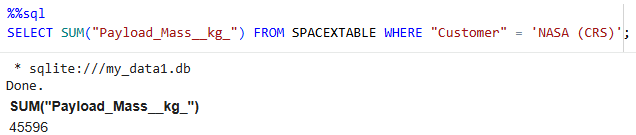 %%sql
SELECT SUM("Payload_Mass__kg_") FROM SPACEXTABLE WHERE "Customer" = 'NASA (CRS)';
* sqlite:///my_data1.db
Done.
SUM("Payload_Mass__kg_")
45596